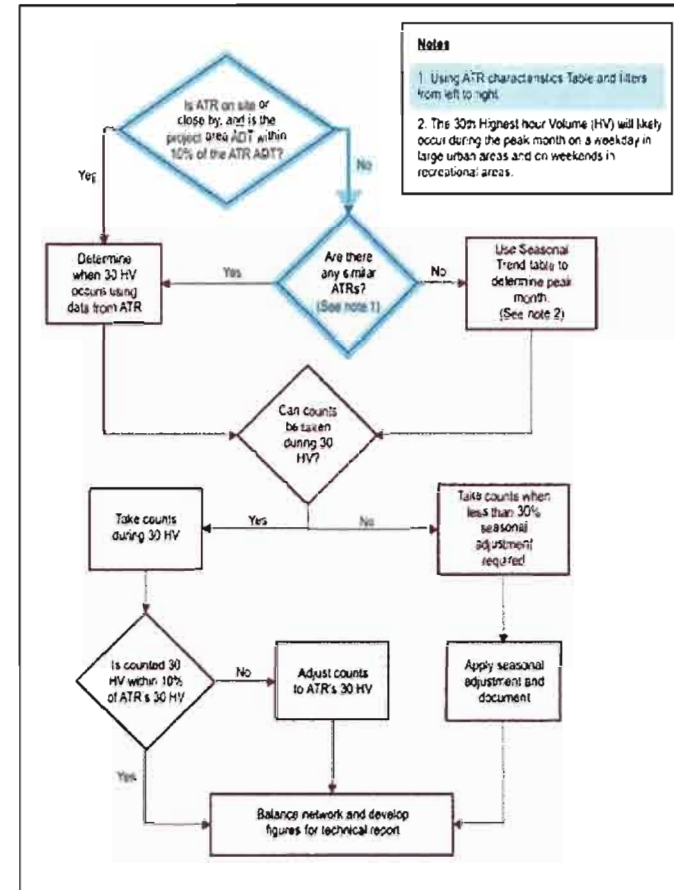 Notes
1. Using ATR characteristics Table and filters
from left to right
2. The 30th Highest hour Volume (HV) will likely
occur during the peak month on a weekday in
large urban areas and on weekends in
recreational areas.
Is ATR on site or
close by, and is the
project area ADT within
10% of the ATR ADT?
Yes
No
Determine
when 30 HV
occurs using
data from ATR
Yes
Are there
any similar
ATRs?
(See note 1)
No
Use Seasonal
Trend table to
determine peak
month.
(See note 2)
Can counts
be taken
during 30
HV?
Take counts
during 30 HV
Yes
No
Take counts when
less than 30%
seasonal
adjustment
required
Is counted 30
HV within 10%
of ATR's 30 HV
No
Adjust counts
to ATR's 30 HV
Apply seasonal
adjustment and
document
Yes
Balance network and develop
figures for technical report